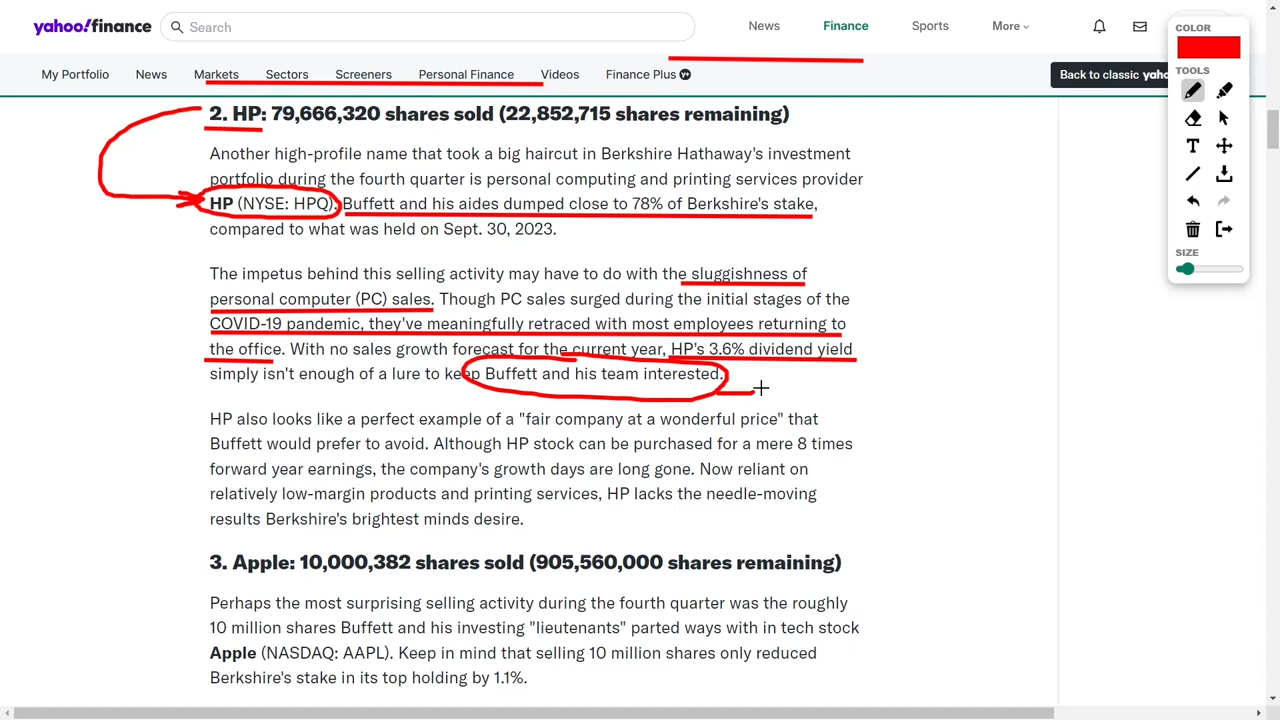 yahoo!finance
Search
News
Finance
Sports
More
My Portfolio
News
Markets
Sectors
Screeners
Personal Finance
Videos
Finance Plus
Back to classic
COLOR
TOOLS
T
SIZE
2. HP: 79,666,320 shares sold (22,852,715 shares remaining)
Another high-profile name that took a big haircut in Berkshire Hathaway's investment
portfolio during the fourth quarter is personal computing and printing services provider
HP (NYSE: HPQ). Buffett and his aides dumped close to 78% of Berkshire's stake,
compared to what was held on Sept. 30, 2023.
The impetus behind this selling activity may have to do with the sluggishness of
personal computer (PC) sales. Though PC sales surged during the initial stages of the
COVID-19 pandemic, they've meaningfully retraced with most employees returning to
the office. With no sales growth forecast for the current year, HP's 3.6% dividend yield
simply isn't enough of a lure to keep Buffett and his team interested.
HP also looks like a perfect example of a "fair company at a wonderful price" that
Buffett would prefer to avoid. Although HP stock can be purchased for a mere 8 times
forward year earnings, the company's growth days are long gone. Now reliant on
relatively low-margin products and printing services, HP lacks the needle-moving
results Berkshire's brightest minds desire.
3. Apple: 10,000,382 shares sold (905,560,000 shares remaining)
Perhaps the most surprising selling activity during the fourth quarter was the roughly
10 million shares Buffett and his investing "lieutenants" parted ways with in tech stock
Apple (NASDAQ: AAPL). Keep in mind that selling 10 million shares only reduced
Berkshire's stake in its top holding by 1.1%.